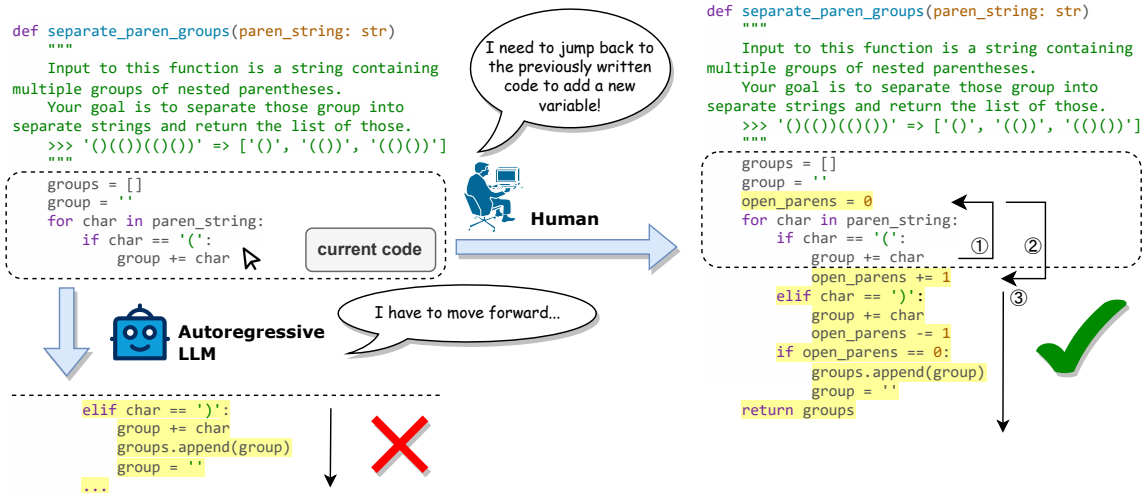 def separate_paren_groups(paren_string: str)
    """
    Input to this function is a string containing
multiple groups of nested parentheses.
    Your goal is to separate those group into
separate strings and return the list of those.
    >>> '()(())(()())' => ['()', '(())', '(()())']
    """
    groups = []
    group = ''
    for char in paren_string:
        if char == '(':
            group += char
current code
I need to jump back to
the previously written
code to add a new
variable!
Human
Autoregressive
LLM
I have to move forward...
        elif char == ')':
            group += char
            groups.append(group)
            group = ''
        ...
def separate_paren_groups(paren_string: str)
    """
    Input to this function is a string containing
multiple groups of nested parentheses.
    Your goal is to separate those group into
separate strings and return the list of those.
    >>> '()(())(()())' => ['()', '(())', '(()())']
    """
    groups = []
    group = ''
    open_parens = 0
    for char in paren_string:
        if char == '(':
            group += char
            open_parens += 1
        elif char == ')':
            group += char
            open_parens -= 1
        if open_parens == 0:
            groups.append(group)
            group = ''
    return groups
①
②
③